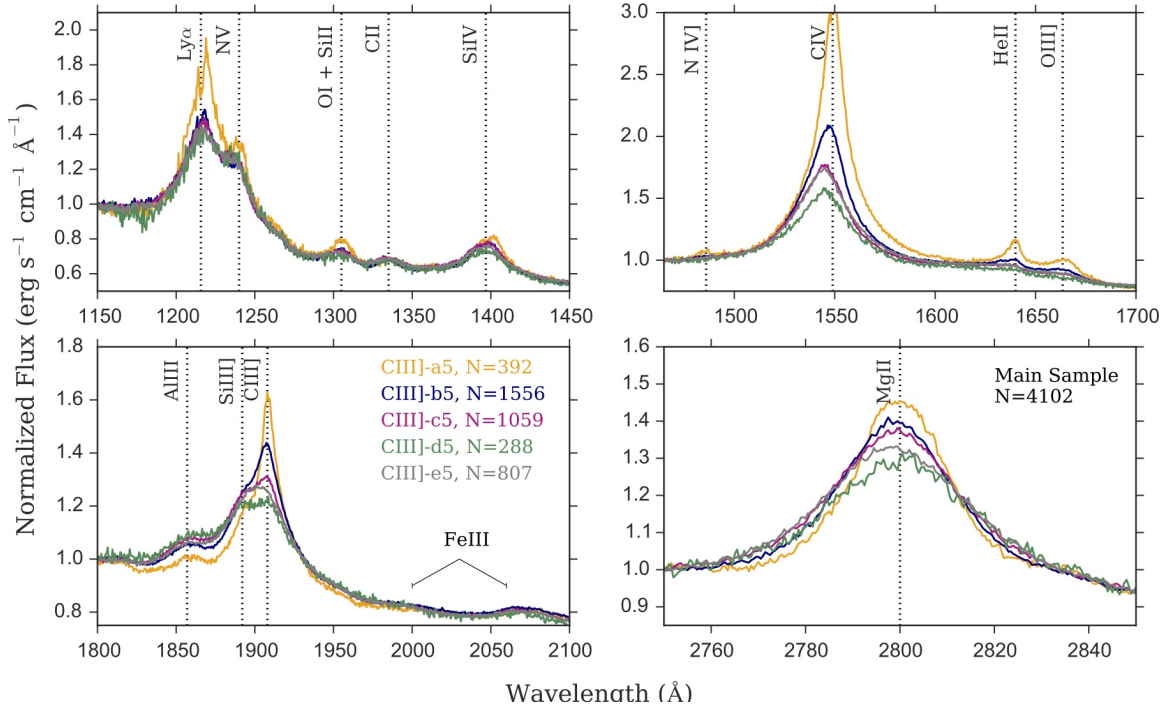 Normalized Flux (erg s⁻¹ cm⁻¹ Å⁻¹)
2.0
1.8
1.6
1.4
1.2
1.0
0.8
0.6
Lyα
NV
OI + SiII
CII
SiIV
1150 1200 1250 1300 1350 1400 1450
3.0
2.5
2.0
1.5
1.0
N IV]
CIV
HeII
OIII]
1500 1550 1600 1650 1700
1.8
1.6
1.4
1.2
1.0
0.8
AlIII
SiIII]
CIII]
CIII]-a5, N=392
CIII]-b5, N=1556
CIII]-c5, N=1059
CIII]-d5, N=288
CIII]-e5, N=807
FeIII
1800 1850 1900 1950 2000 2050 2100
1.6
1.5
1.4
1.3
1.2
1.1
1.0
0.9
MgII
Main Sample
N=4102
2760 2780 2800 2820 2840
Wavelength (Å)